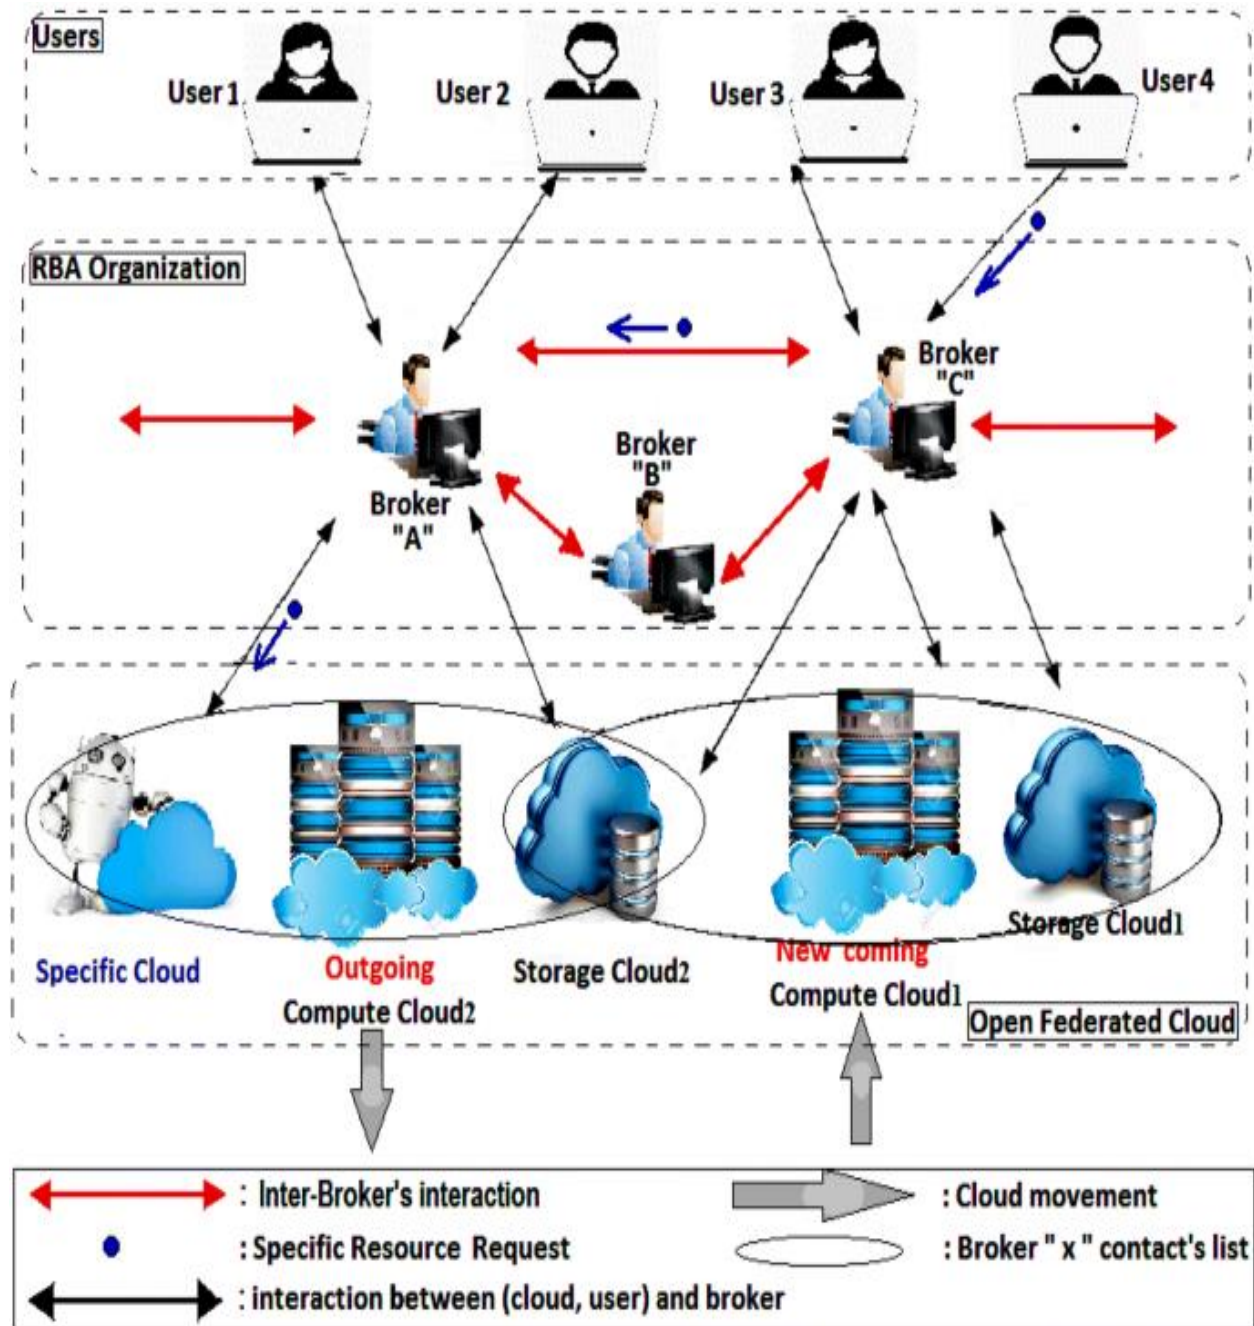 Users
User 1
User 2
User 3
User 4
RBA Organization
Broker
"A"
Broker
"B"
Broker
"C"
Specific Cloud
Outgoing
Compute Cloud2
Storage Cloud2
New coming
Compute Cloud1
Storage Cloud1
Open Federated Cloud
: Inter-Broker's interaction
: Cloud movement
: Specific Resource Request
: Broker " x " contact's list
: interaction between (cloud, user) and broker